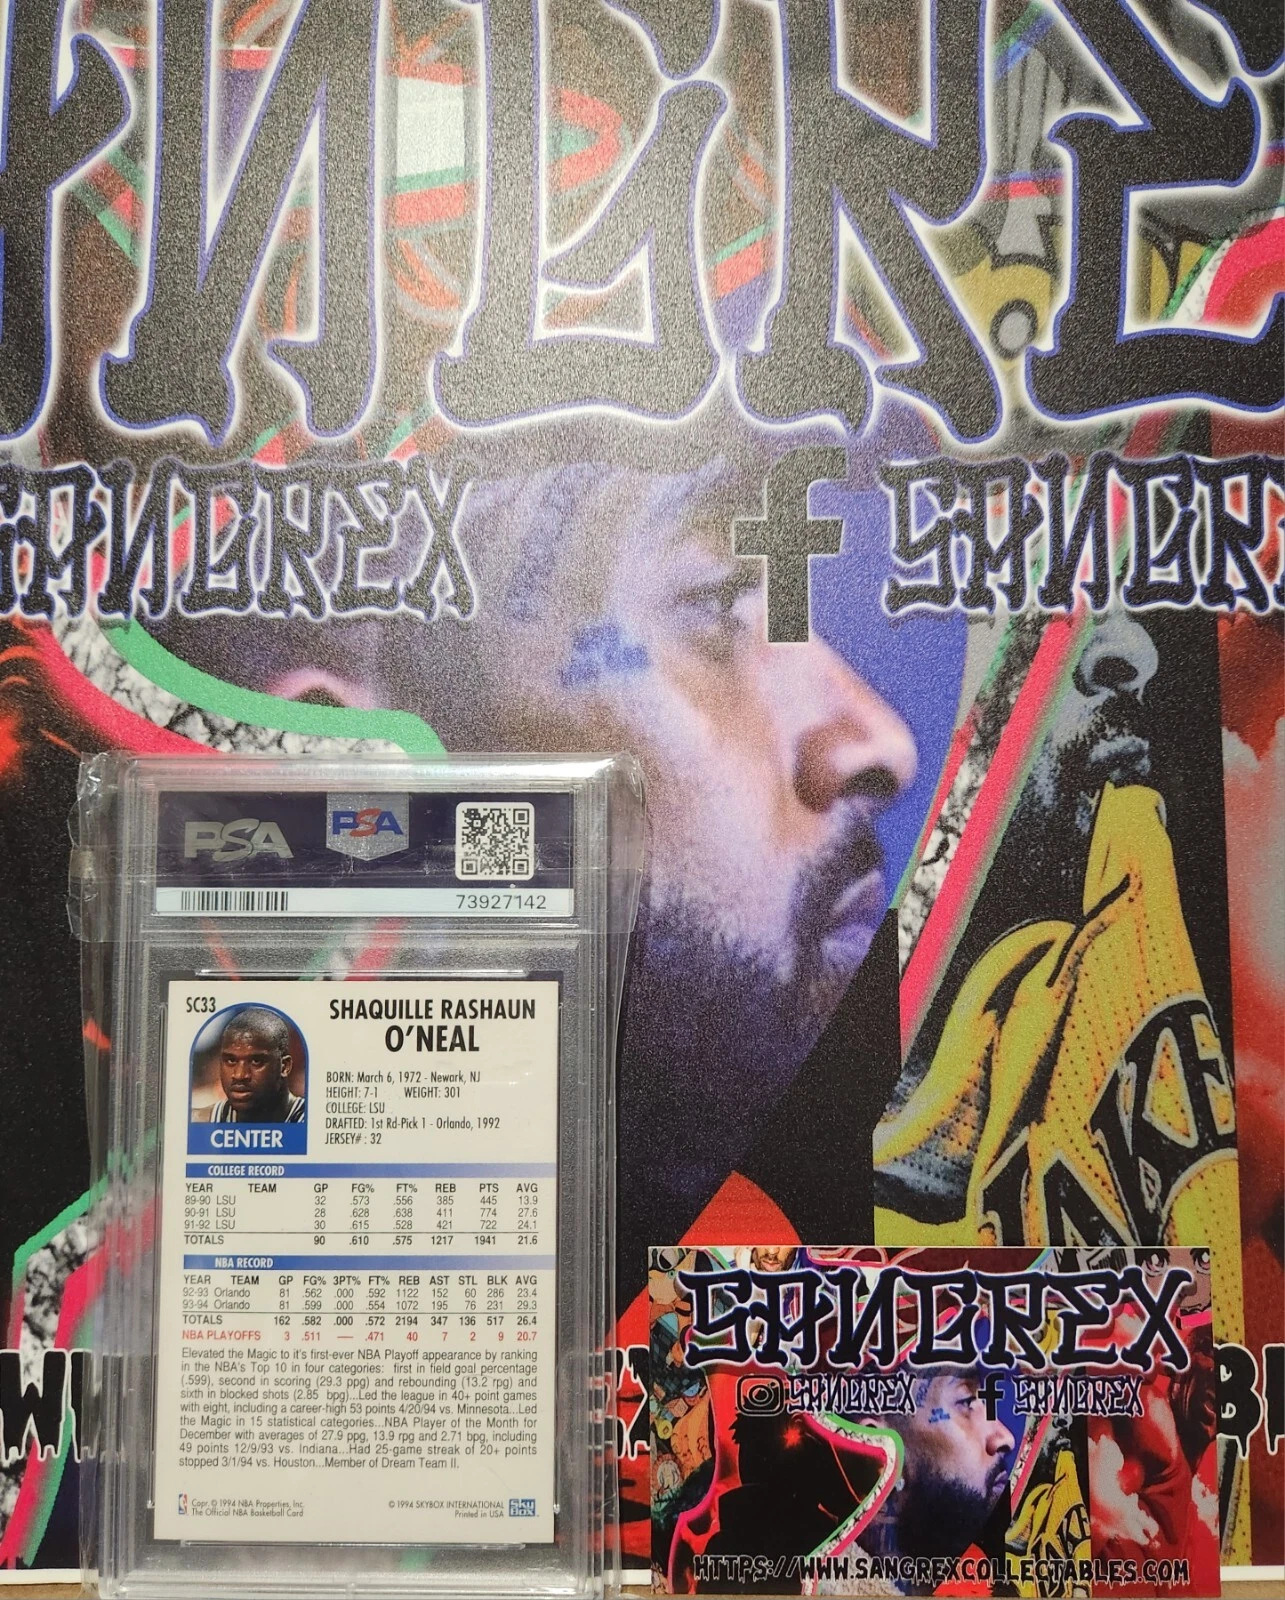 SANGREX
SANGREX
f SANGR
PSA
PSA
73927142
SC33
SHAQUILLE RASHAUN
O'NEAL
BORN: March 6, 1972 - Newark, NJ
HEIGHT: 7-1 WEIGHT: 301
COLLEGE: LSU
DRAFTED: 1st Rd-Pick 1 - Orlando, 1992
JERSEY#: 32
CENTER
COLLEGE RECORD
YEAR TEAM GP FG% FT% REB PTS AVG
89-90 LSU 32 .573 .556 385 445 13.9
90-91 LSU 28 .628 .638 411 774 27.6
91-92 LSU 30 .615 .528 421 722 24.1
TOTALS 90 .610 .575 1217 1941 21.6
NBA RECORD
YEAR TEAM GP FG% 3PT% FT% REB AST STL BLK AVG
92-93 Orlando 81 .562 .000 .592 1122 152 60 286 23.4
93-94 Orlando 81 .599 .000 .554 1072 195 76 231 29.3
TOTALS 162 .582 .000 .572 2194 347 136 517 26.4
NBA PLAYOFFS 3 .511 — .471 40 7 2 9 20.7
Elevated the Magic to it's first-ever NBA Playoff appearance by ranking
in the NBA's Top 10 in four categories: first in field goal percentage
(.599), second in scoring (29.3 ppg) and rebounding (13.2 rpg) and
sixth in blocked shots (2.85 bpg)...Led the league in 40+ point games
with eight, including a career-high 53 points 4/20/94 vs. Minnesota...Led
the Magic in 15 statistical categories...NBA Player of the Month for
December with averages of 27.9 ppg, 13.9 rpg and 2.71 bpg, including
49 points 12/9/93 vs. Indiana...Had 25-game streak of 20+ points
stopped 3/1/94 vs. Houston...Member of Dream Team II.
Copr. © 1994 NBA Properties, Inc.
The Official NBA Basketball Card
© 1994 SKYBOX INTERNATIONAL
Printed in USA
SkyBox
SANGREX
SANGREX f SANGREX
HTTPS://WWW.SANGREXCOLLECTABLES.COM